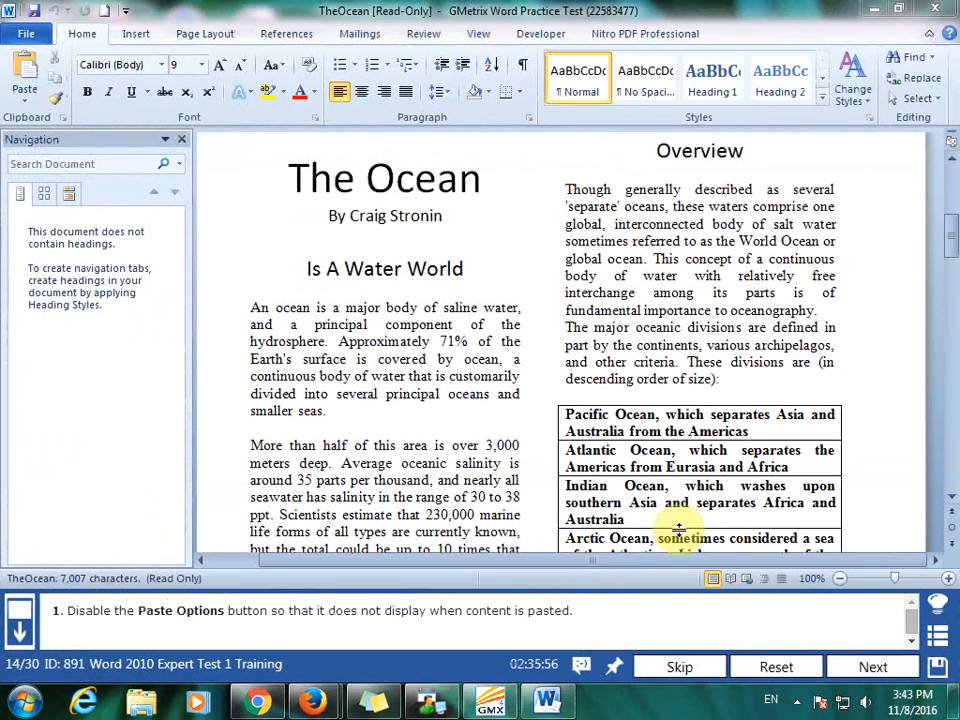 TheOcean [Read-Only] - GMetrix Word Practice Test (22583477)
File Home Insert Page Layout References Mailings Review View Developer Nitro PDF Professional
Calibri (Body) 9
AaBbCcDc AaBbCcDc AaBbCc AaBbCc
¶ Normal ¶ No Spaci... Heading 1 Heading 2
Paste
Change Styles
Find
Replace
Select
Clipboard Font Paragraph Styles Editing
Navigation
Search Document
This document does not
contain headings.
To create navigation tabs,
create headings in your
document by applying
Heading Styles.
The Ocean
By Craig Stronin
Is A Water World
An ocean is a major body of saline water,
and a principal component of the
hydrosphere. Approximately 71% of the
Earth's surface is covered by ocean, a
continuous body of water that is customarily
divided into several principal oceans and
smaller seas.
More than half of this area is over 3,000
meters deep. Average oceanic salinity is
around 35 parts per thousand, and nearly all
seawater has salinity in the range of 30 to 38
ppt. Scientists estimate that 230,000 marine
life forms of all types are currently known,
but the total could be up to 10 times that
Overview
Though generally described as several
'separate' oceans, these waters comprise one
global, interconnected body of salt water
sometimes referred to as the World Ocean or
global ocean. This concept of a continuous
body of water with relatively free
interchange among its parts is of
fundamental importance to oceanography.
The major oceanic divisions are defined in
part by the continents, various archipelagos,
and other criteria. These divisions are (in
descending order of size):
Pacific Ocean, which separates Asia and
Australia from the Americas
Atlantic Ocean, which separates the
Americas from Eurasia and Africa
Indian Ocean, which washes upon
southern Asia and separates Africa and
Australia
Arctic Ocean, sometimes considered a sea
TheOcean: 7,007 characters. (Read Only)
100%
1. Disable the Paste Options button so that it does not display when content is pasted.
14/30 ID: 891 Word 2010 Expert Test 1 Training
02:35:56
Skip Reset Next
GMX
EN
3:43 PM
11/8/2016